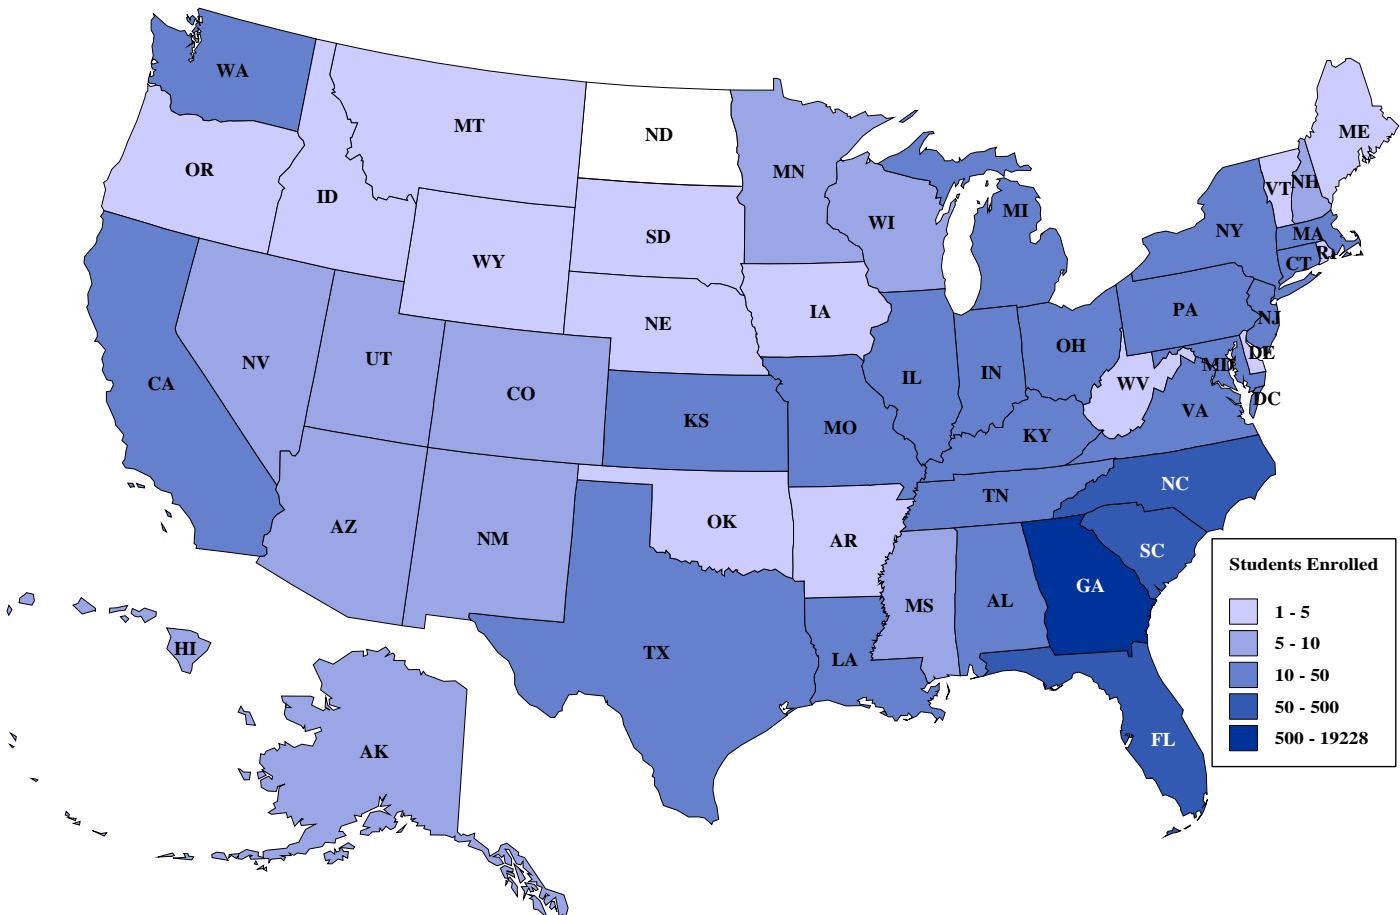 WA
MT
ND
ME
OR
ID
MN
VT
NH
WI
MI
SD
NY
MA
WY
CT
RI
IA
PA
NE
NJ
OH
DE
NV
UT
MD
CA
CO
IL
IN
WV
DC
KS
MO
KY
VA
NC
TN
AZ
NM
OK
AR
SC
GA
MS
AL
HI
TX
LA
FL
AK
Students Enrolled
1 - 5
5 - 10
10 - 50
50 - 500
500 - 19228